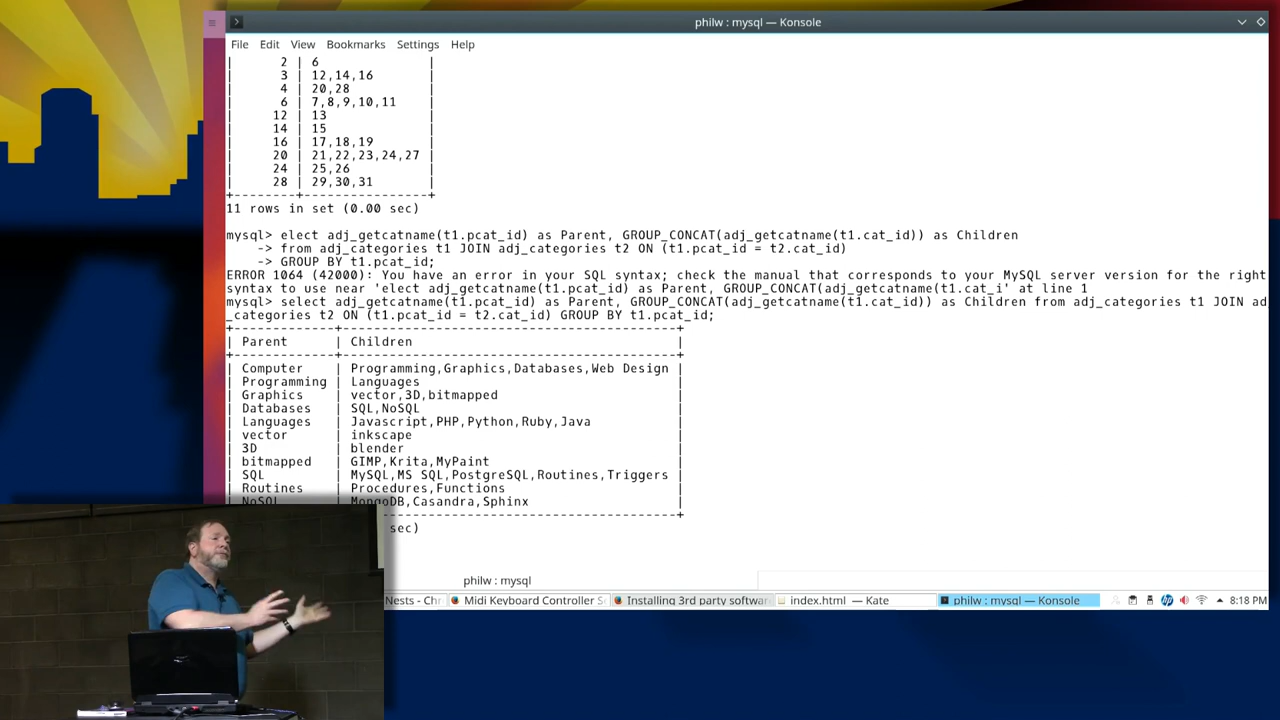 philw : mysql — Konsole
File Edit View Bookmarks Settings Help
| 2 | 6 |
| 3 | 12,14,16 |
| 4 | 20,28 |
| 6 | 7,8,9,10,11 |
| 12 | 13 |
| 14 | 15 |
| 16 | 17,18,19 |
| 20 | 21,22,23,24,27 |
| 24 | 25,26 |
| 28 | 29,30,31 |
+--------+----------------+
11 rows in set (0.00 sec)
mysql> elect adj_getcatname(t1.pcat_id) as Parent, GROUP_CONCAT(adj_getcatname(t1.cat_id)) as Children
-> from adj_categories t1 JOIN adj_categories t2 ON (t1.pcat_id = t2.cat_id)
-> GROUP BY t1.pcat_id;
ERROR 1064 (42000): You have an error in your SQL syntax; check the manual that corresponds to your MySQL server version for the right
syntax to use near 'elect adj_getcatname(t1.pcat_id) as Parent, GROUP_CONCAT(adj_getcatname(t1.cat_i' at line 1
mysql> select adj_getcatname(t1.pcat_id) as Parent, GROUP_CONCAT(adj_getcatname(t1.cat_id)) as Children from adj_categories t1 JOIN ad
_categories t2 ON (t1.pcat_id = t2.cat_id) GROUP BY t1.pcat_id;
+-------------+-------------------------------------------+
| Parent | Children |
+-------------+-------------------------------------------+
| Computer | Programming,Graphics,Databases,Web Design |
| Programming | Languages |
| Graphics | vector,3D,bitmapped |
| Databases | SQL,NoSQL |
| Languages | Javascript,PHP,Python,Ruby,Java |
| vector | inkscape |
| 3D | blender |
| bitmapped | GIMP,Krita,MyPaint |
| SQL | MySQL,MS SQL,PostgreSQL,Routines,Triggers |
| Routines | Procedures,Functions |
| NoSQL | MongoDB,Casandra,Sphinx |
-------------------------------------+
sec)
philw : mysql
Nests - Chr Midi Keyboard Controller S Installing 3rd party softwa index.html — Kate philw : mysql — Konsole 8:18 PM